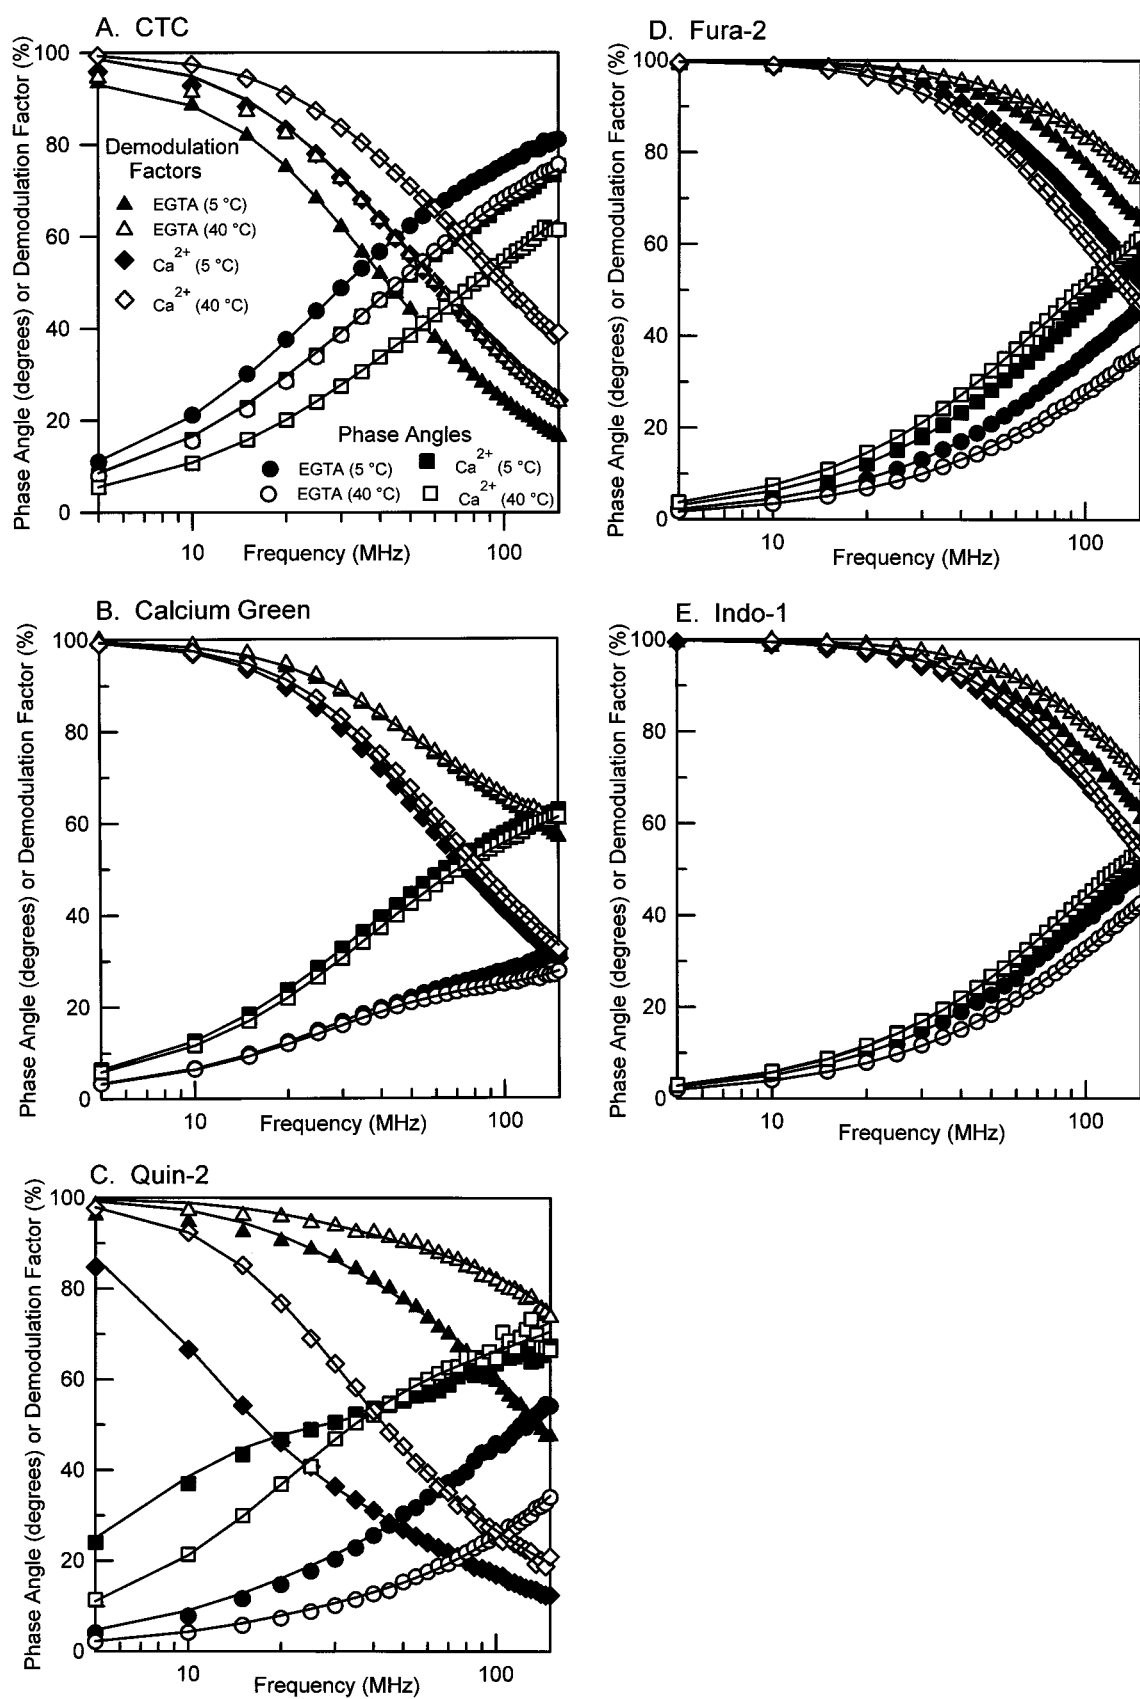 A. CTC
Phase Angle (degrees) or Demodulation Factor (%)
100
80
60
40
20
0
Demodulation
Factors
EGTA (5 °C)
EGTA (40 °C)
Ca2+ (5 °C)
Ca2+ (40 °C)
Phase Angles
EGTA (5 °C)
Ca2+ (5 °C)
EGTA (40 °C)
Ca2+ (40 °C)
10
100
Frequency (MHz)
B. Calcium Green
Phase Angle (degrees) or Demodulation Factor (%)
100
80
60
40
20
0
10
100
Frequency (MHz)
C. Quin-2
Phase Angle (degrees) or Demodulation Factor (%)
100
80
60
40
20
0
10
100
Frequency (MHz)
D. Fura-2
Phase Angle (degrees) or Demodulation Factor (%)
100
80
60
40
20
0
10
100
Frequency (MHz)
E. Indo-1
Phase Angle (degrees) or Demodulation Factor (%)
100
80
60
40
20
0
10
100
Frequency (MHz)